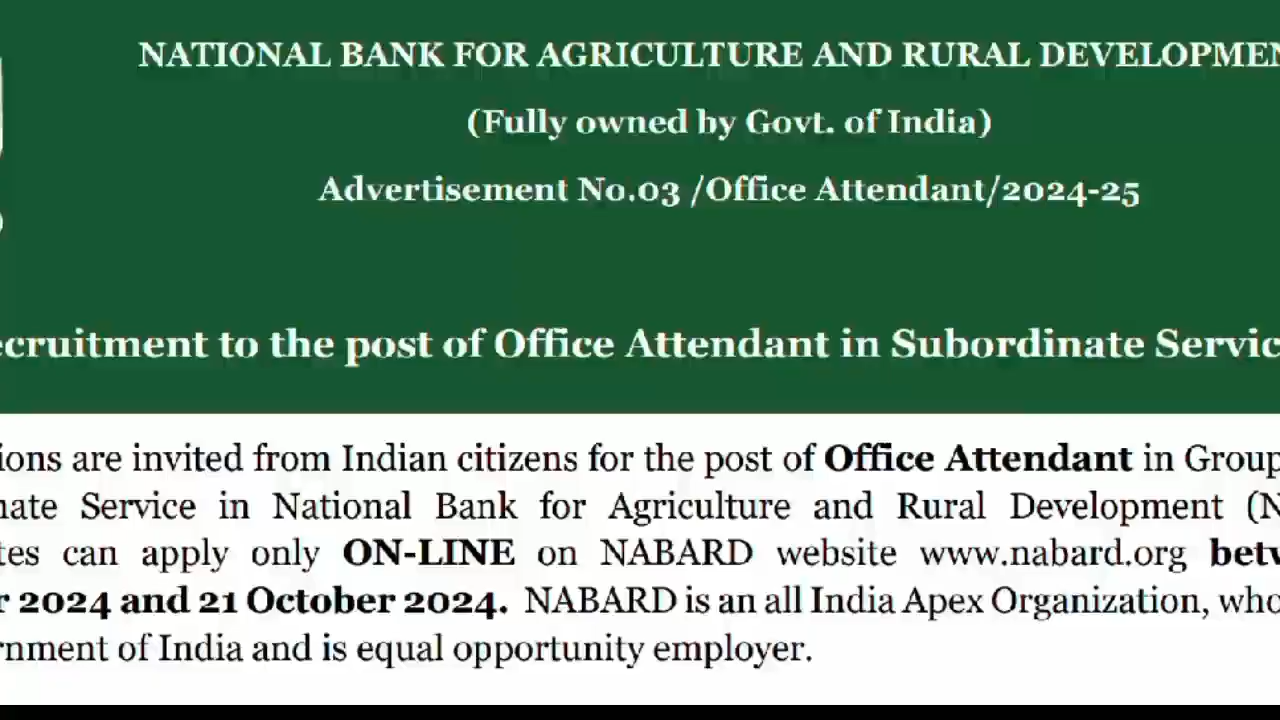 NATIONAL BANK FOR AGRICULTURE AND RURAL DEVELOPMEN
(Fully owned by Govt. of India)
Advertisement No.03 /Office Attendant/2024-25
ecruitment to the post of Office Attendant in Subordinate Servic
ions are invited from Indian citizens for the post of Office Attendant in Group
nate Service in National Bank for Agriculture and Rural Development (N
tes can apply only ON-LINE on NABARD website www.nabard.org betw
r 2024 and 21 October 2024. NABARD is an all India Apex Organization, who
rnment of India and is equal opportunity employer.